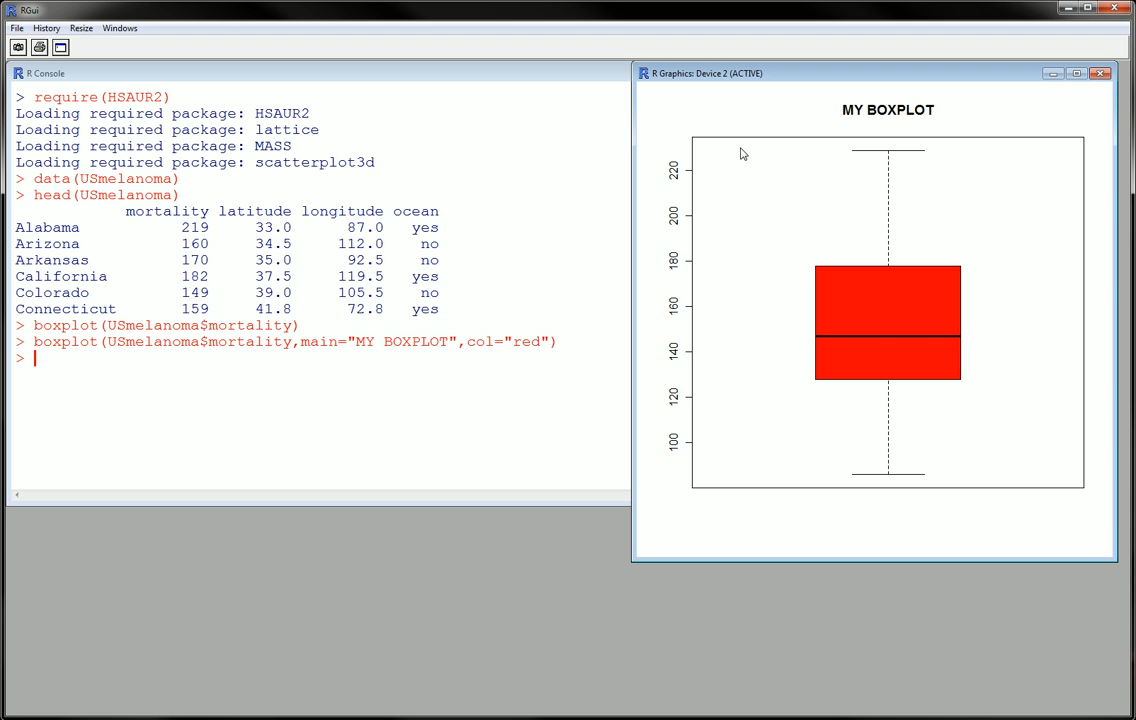 RGui
File History Resize Windows
R Console
> require(HSAUR2)
Loading required package: HSAUR2
Loading required package: lattice
Loading required package: MASS
Loading required package: scatterplot3d
> data(USmelanoma)
> head(USmelanoma)
mortality latitude longitude ocean
Alabama 219 33.0 87.0 yes
Arizona 160 34.5 112.0 no
Arkansas 170 35.0 92.5 no
California 182 37.5 119.5 yes
Colorado 149 39.0 105.5 no
Connecticut 159 41.8 72.8 yes
> boxplot(USmelanoma$mortality)
> boxplot(USmelanoma$mortality,main="MY BOXPLOT",col="red")
>
R Graphics: Device 2 (ACTIVE)
MY BOXPLOT
220
200
180
160
140
120
100